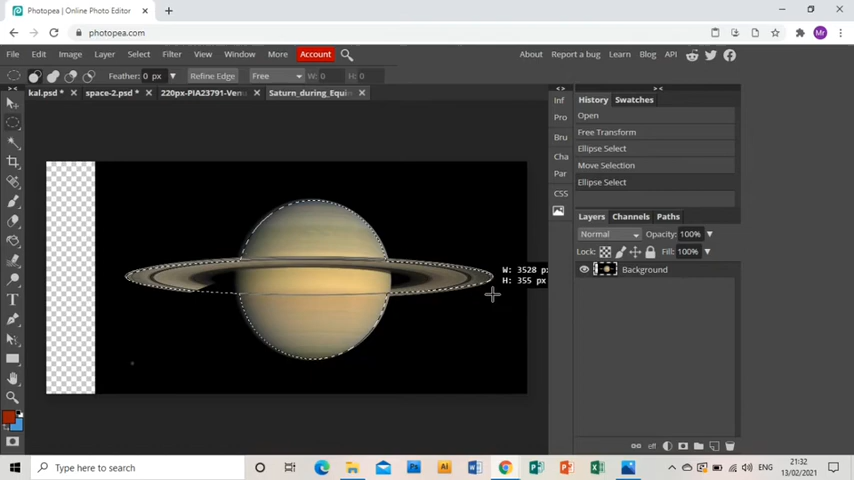 Photopea | Online Photo Editor
photopea.com
File Edit Image Layer Select Filter View Window More Account About Report a bug Learn Blog API
Feather: 0 px Refine Edge Free W: 0 H: 0
kal.psd * space-2.psd * 220px-PIA23791-Ven Saturn_during_Equin
Inf
Pro
Bru
Cha
Par
CSS
History Swatches
Open
Free Transform
Ellipse Select
Move Selection
Ellipse Select
Layers Channels Paths
Normal Opacity: 100%
Lock: Fill: 100%
Background
W: 3528 px
H: 355 px
Type here to search
ENG
21:32
13/02/2021